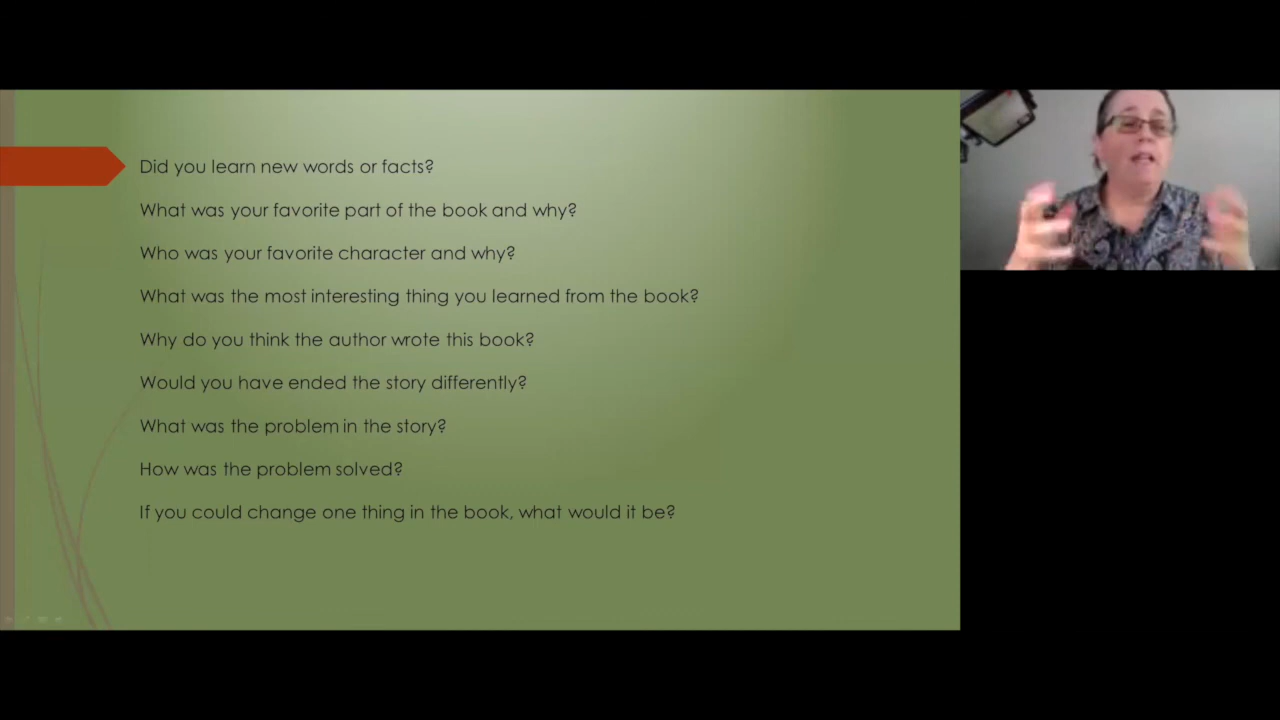 Did you learn new words or facts?
What was your favorite part of the book and why?
Who was your favorite character and why?
What was the most interesting thing you learned from the book?
Why do you think the author wrote this book?
Would you have ended the story differently?
What was the problem in the story?
How was the problem solved?
If you could change one thing in the book, what would it be?